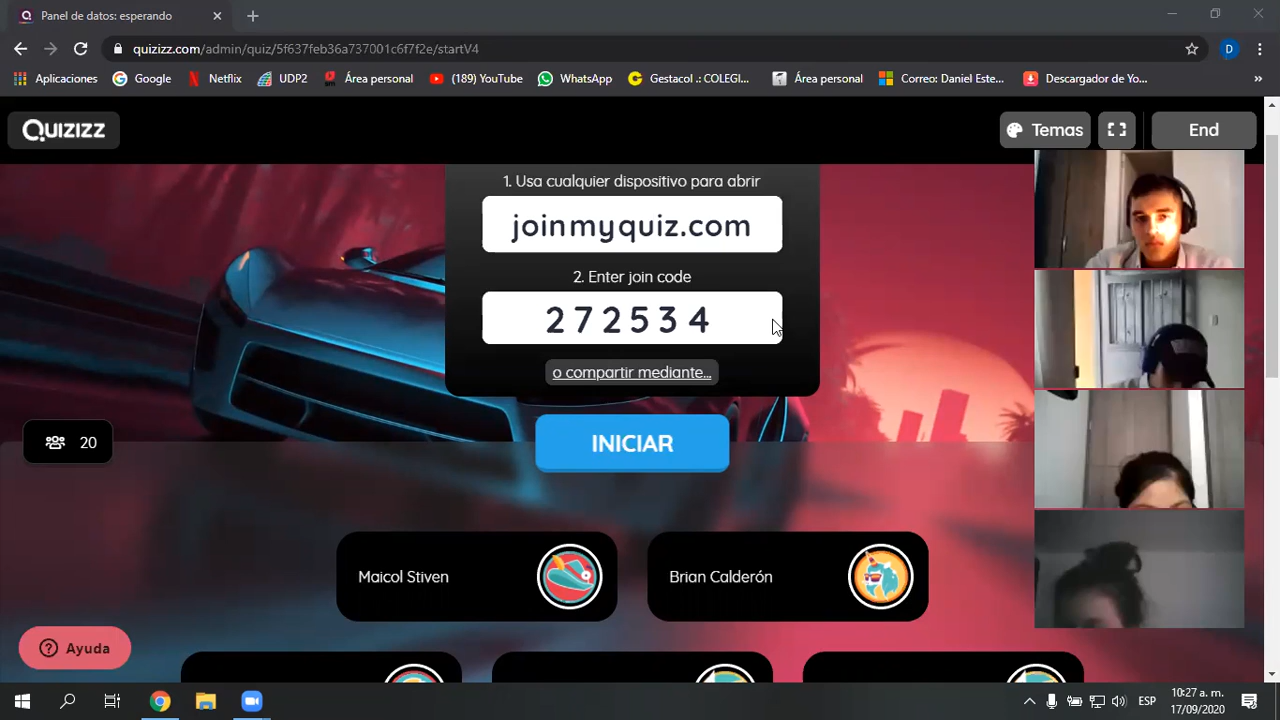 Panel de datos: esperando
quizizz.com/admin/quiz/5f637feb36a737001c6f7f2e/startV4
D
Aplicaciones
Google
Netflix
UDP2
Área personal
(189) YouTube
WhatsApp
Gestacol .: COLEGI...
Área personal
Correo: Daniel Este...
Descargador de Yo...
»
Quizizz
Temas
End
1. Usa cualquier dispositivo para abrir
joinmyquiz.com
2. Enter join code
272534
o compartir mediante...
20
INICIAR
Maicol Stiven
Brian Calderón
Ayuda
ESP
10:27 a. m.
17/09/2020